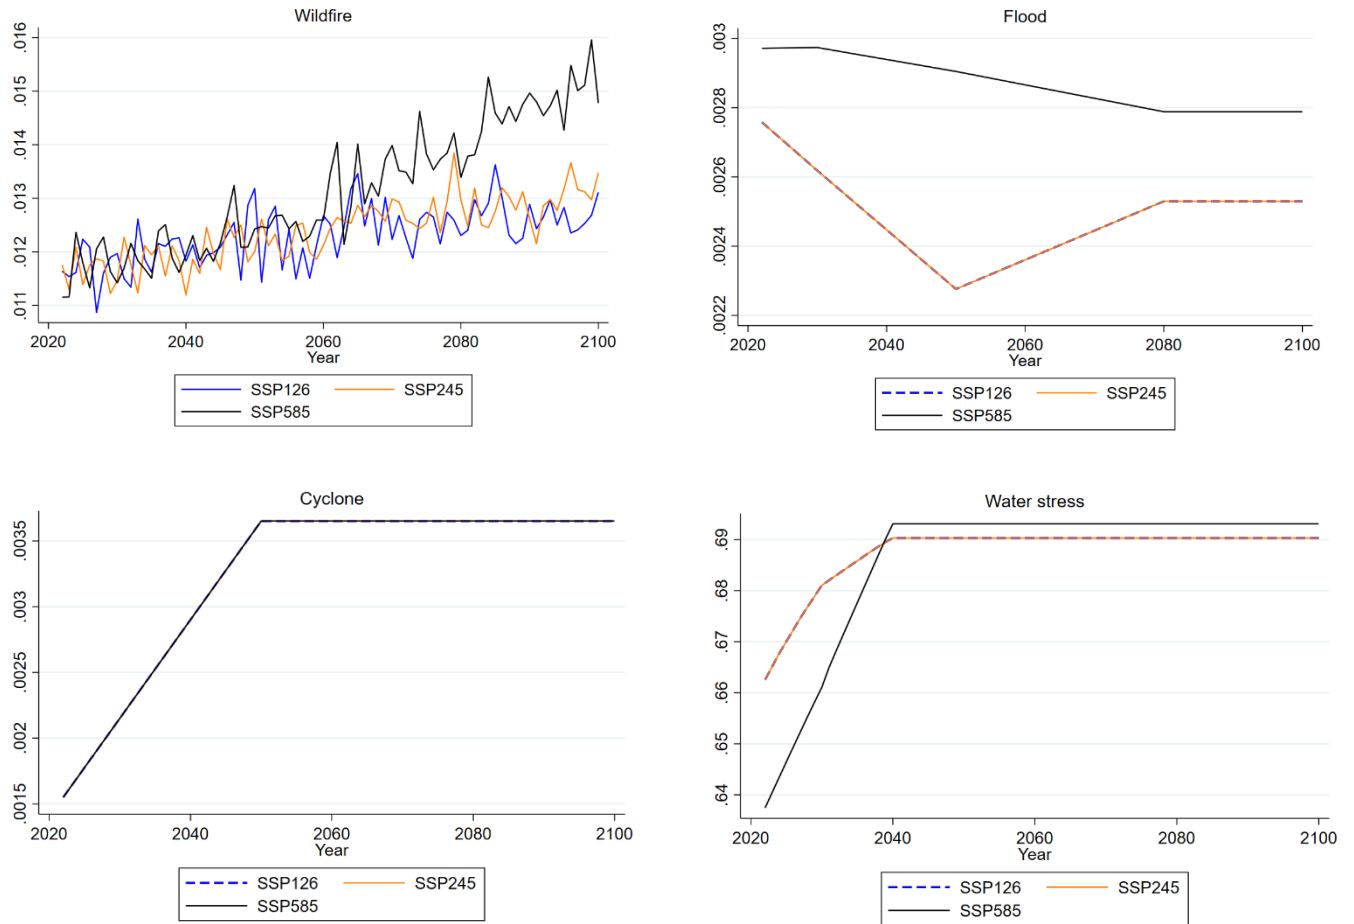 Wildfire
.016
.015
.014
.013
.012
.011
2020 2040 2060 2080 2100
Year
SSP126 SSP245
SSP585
Flood
.003
.0028
.0026
.0024
.0022
2020 2040 2060 2080 2100
Year
SSP126 SSP245
SSP585
Cyclone
.0035
.003
.0025
.002
.0015
2020 2040 2060 2080 2100
Year
SSP126 SSP245
SSP585
Water stress
.69
.68
.67
.66
.65
.64
2020 2040 2060 2080 2100
Year
SSP126 SSP245
SSP585